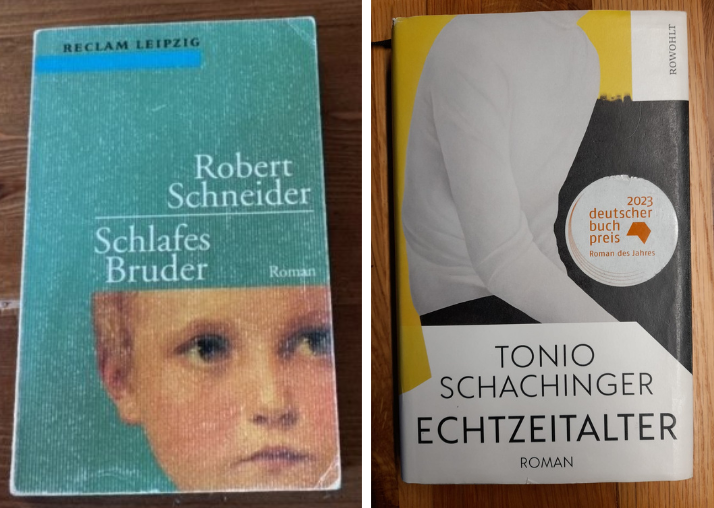 RECLAM LEIPZIG
Robert
Schneider
Schlafes
Bruder
Roman
ROWOHLT
2023
deutscher
buch
preis
Roman des Jahres
TONIO
SCHACHINGER
ECHTZEITALTER
ROMAN